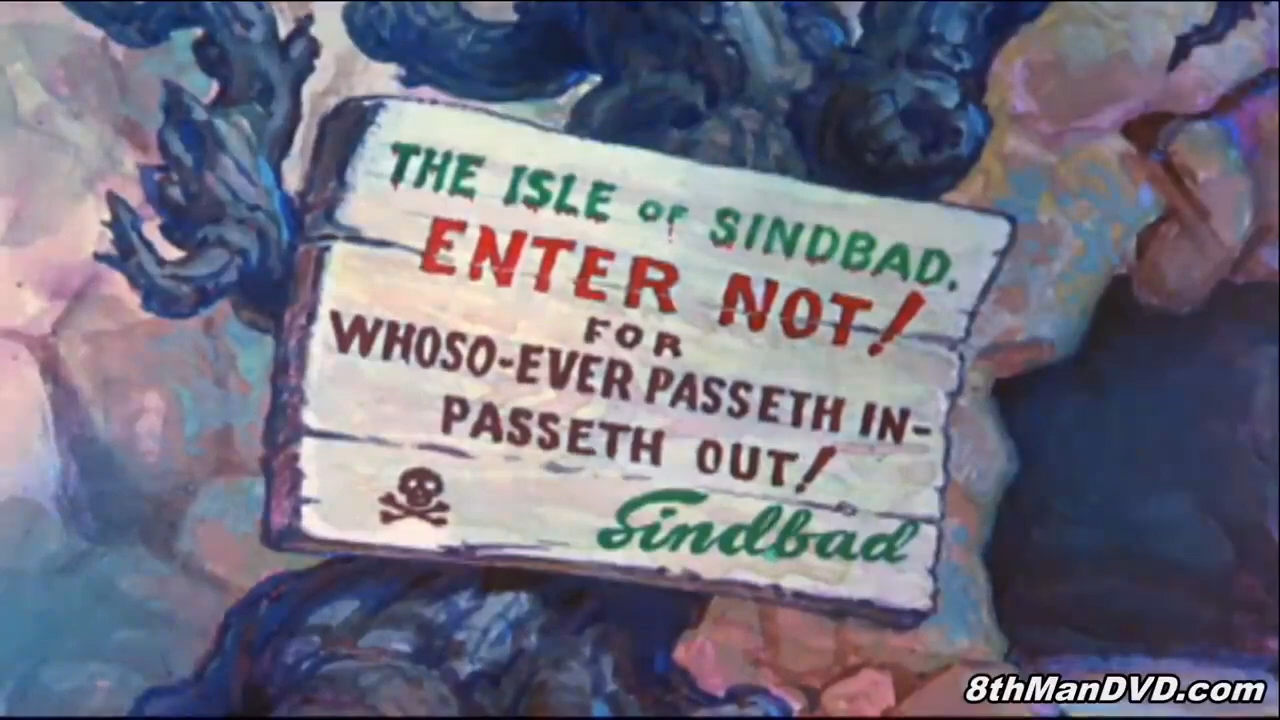 THE ISLE OF SINDBAD.
ENTER NOT!
FOR
WHOSO-EVER PASSETH IN-
PASSETH OUT!
Sindbad
8thManDVD.com